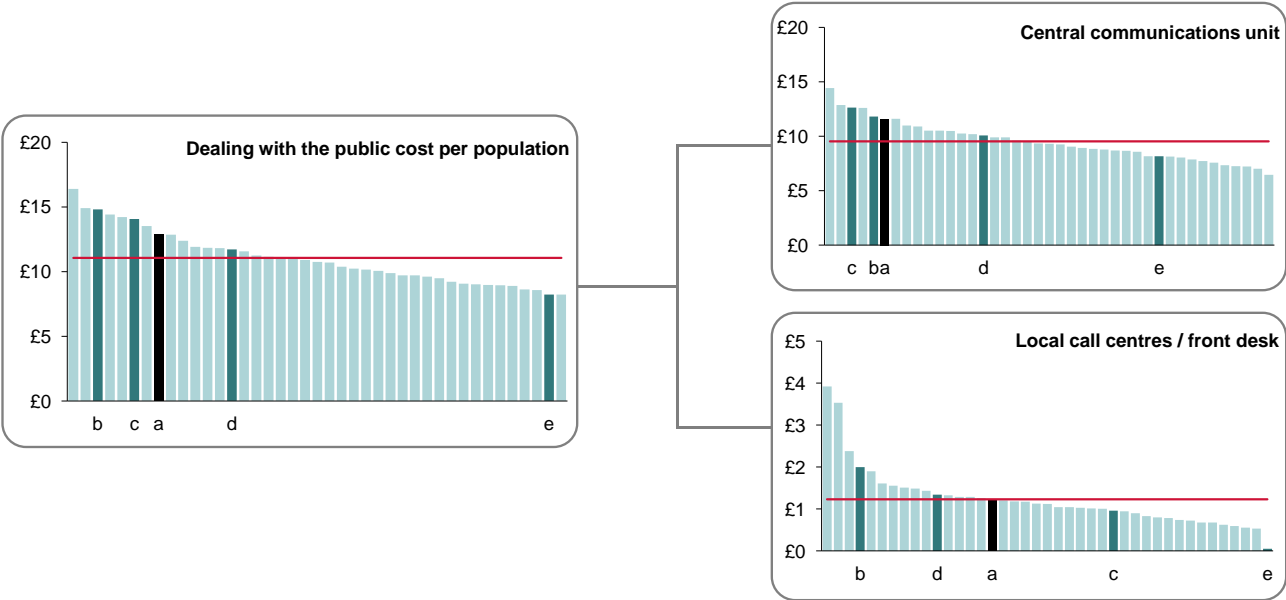 Dealing with the public cost per population
£20
£15
£10
£5
£0
b c a d e
Central communications unit
£20
£15
£10
£5
£0
c b a d e
Local call centres / front desk
£5
£4
£3
£2
£1
£0
b d a c e